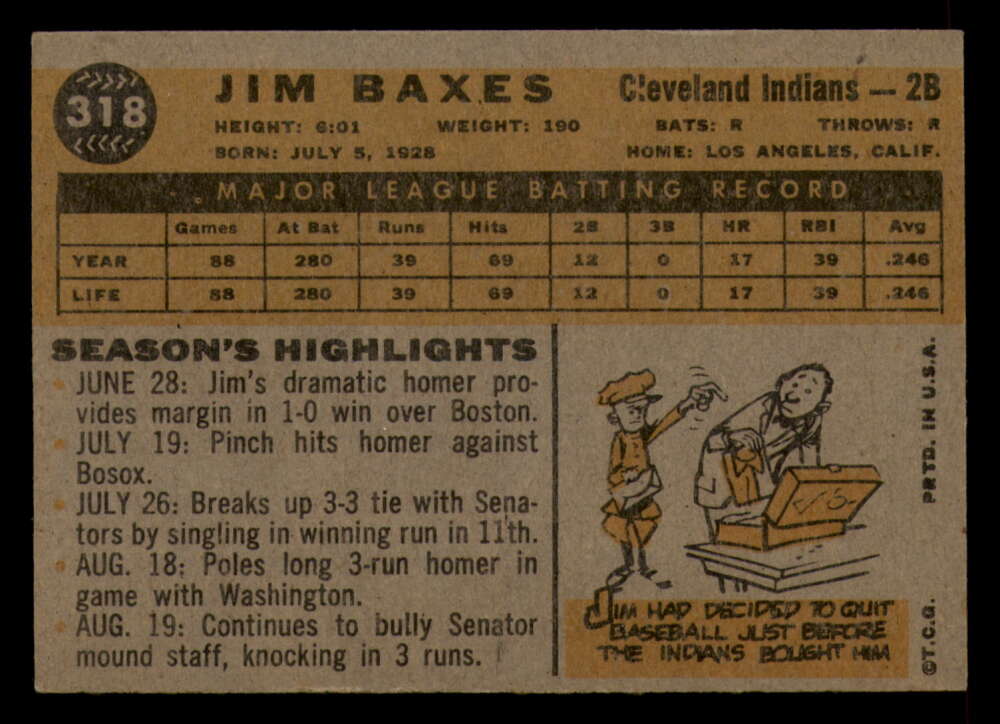 318
JIM BAXES
Cleveland Indians — 2B
HEIGHT: 6:01 WEIGHT: 190 BATS: R THROWS: R
BORN: JULY 5, 1928 HOME: LOS ANGELES, CALIF.
MAJOR LEAGUE BATTING RECORD
Games At Bat Runs Hits 2B 3B HR RBI Avg
YEAR 88 280 39 69 12 0 17 39 .246
LIFE 88 280 39 69 12 0 17 39 .246
SEASON'S HIGHLIGHTS
• JUNE 28: Jim's dramatic homer pro-
vides margin in 1-0 win over Boston.
• JULY 19: Pinch hits homer against
Bosox.
• JULY 26: Breaks up 3-3 tie with Sena-
tors by singling in winning run in 11th.
• AUG. 18: Poles long 3-run homer in
game with Washington.
• AUG. 19: Continues to bully Senator
mound staff, knocking in 3 runs.
JIM HAD DECIDED TO QUIT
BASEBALL JUST BEFORE
THE INDIANS BOUGHT HIM
©T.C.G. PRTD. IN U.S.A.